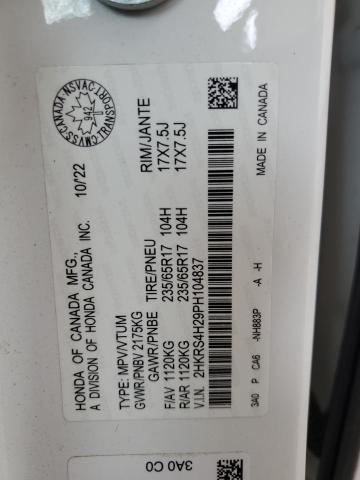 HONDA OF CANADA MFG.,
A DIVISION OF HONDA CANADA INC.
10/'22
CMVSS CANADA-NSVAC
TRANSPORT
942
U
TYPE: MPV/VTUM
GVWR/PNBV 2175KG
GAWR/PNBE TIRE/PNEU RIM/JANTE
F/AV 1120KG 235/65R17 104H 17X7.5J
R/AR 1120KG 235/65R17 104H 17X7.5J
V.I.N. 2HKRS4H29PH104837
3A0 P CA6 -NH883P -A -H
MADE IN CANADA
3A0 C0